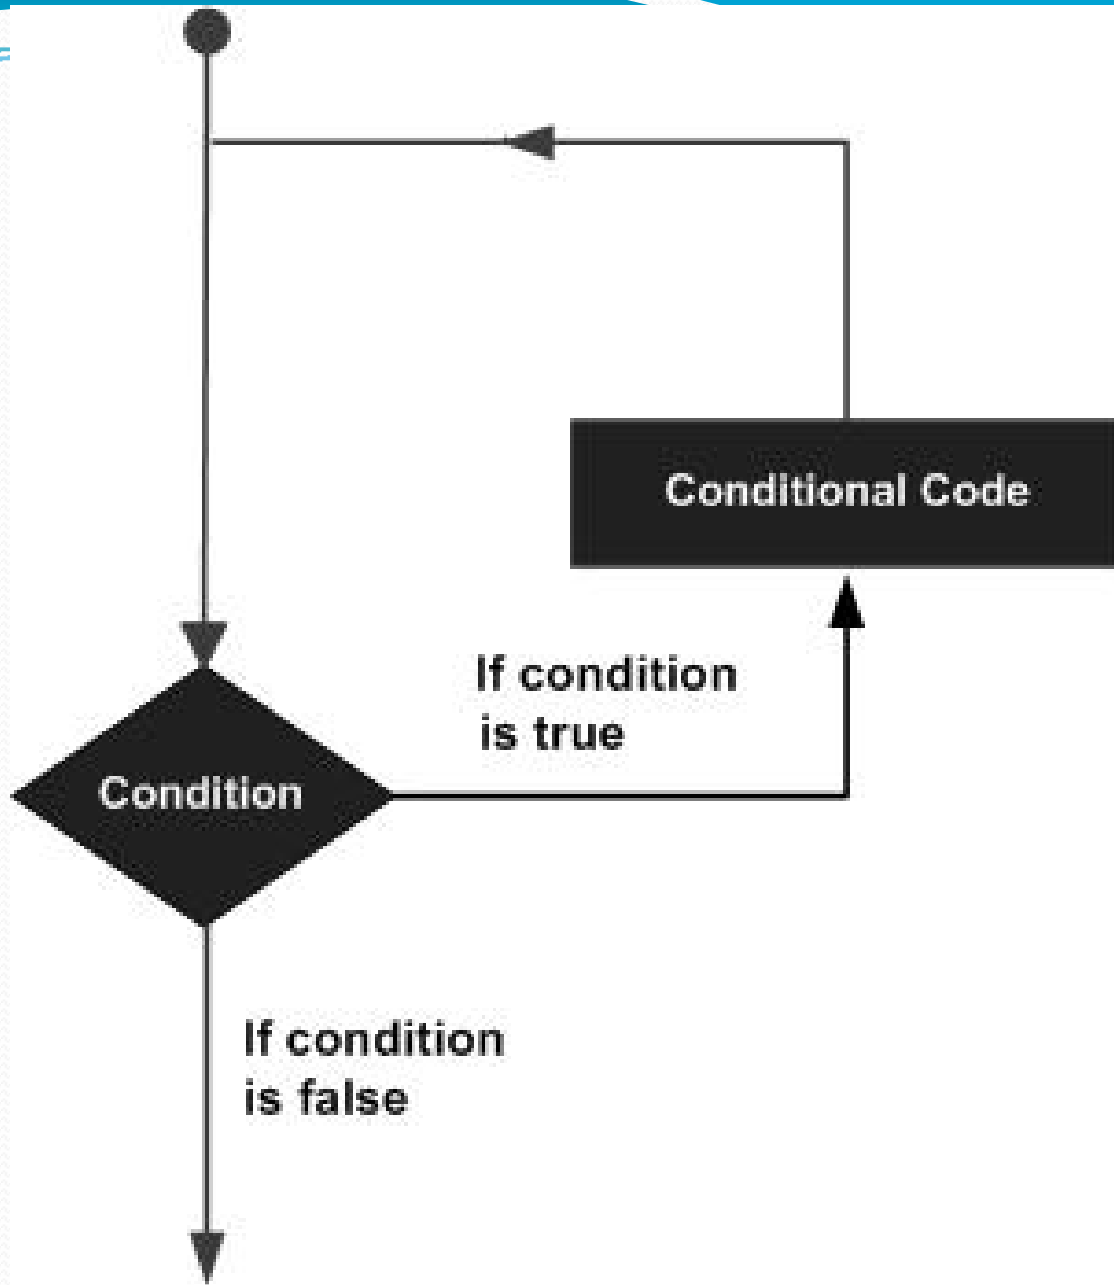 Conditional Code
If condition
is true
Condition
If condition
is false